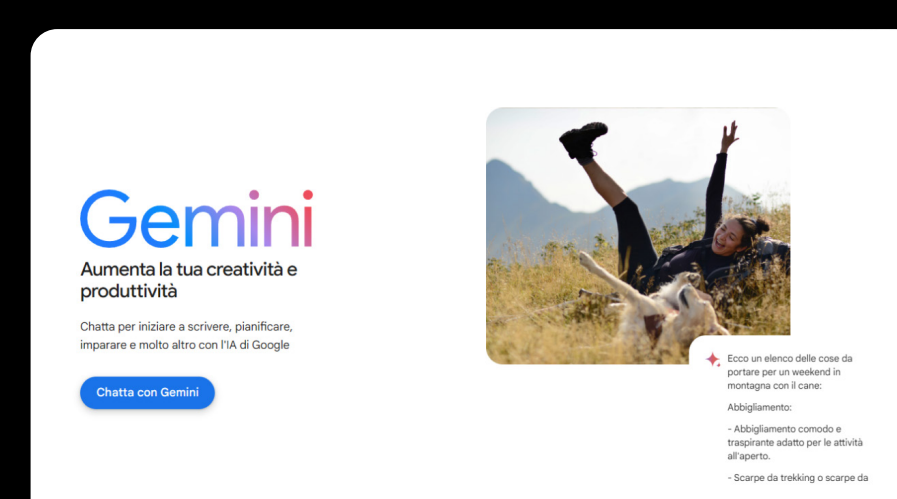 Gemini
Aumenta la tua creatività e
produttività
Chatta per iniziare a scrivere, pianificare,
imparare e molto altro con l'IA di Google
Chatta con Gemini
Ecco un elenco delle cose da
portare per un weekend in
montagna con il cane:
Abbigliamento:
- Abbigliamento comodo e
traspirante adatto per le attività
all'aperto.
- Scarpe da trekking o scarpe da